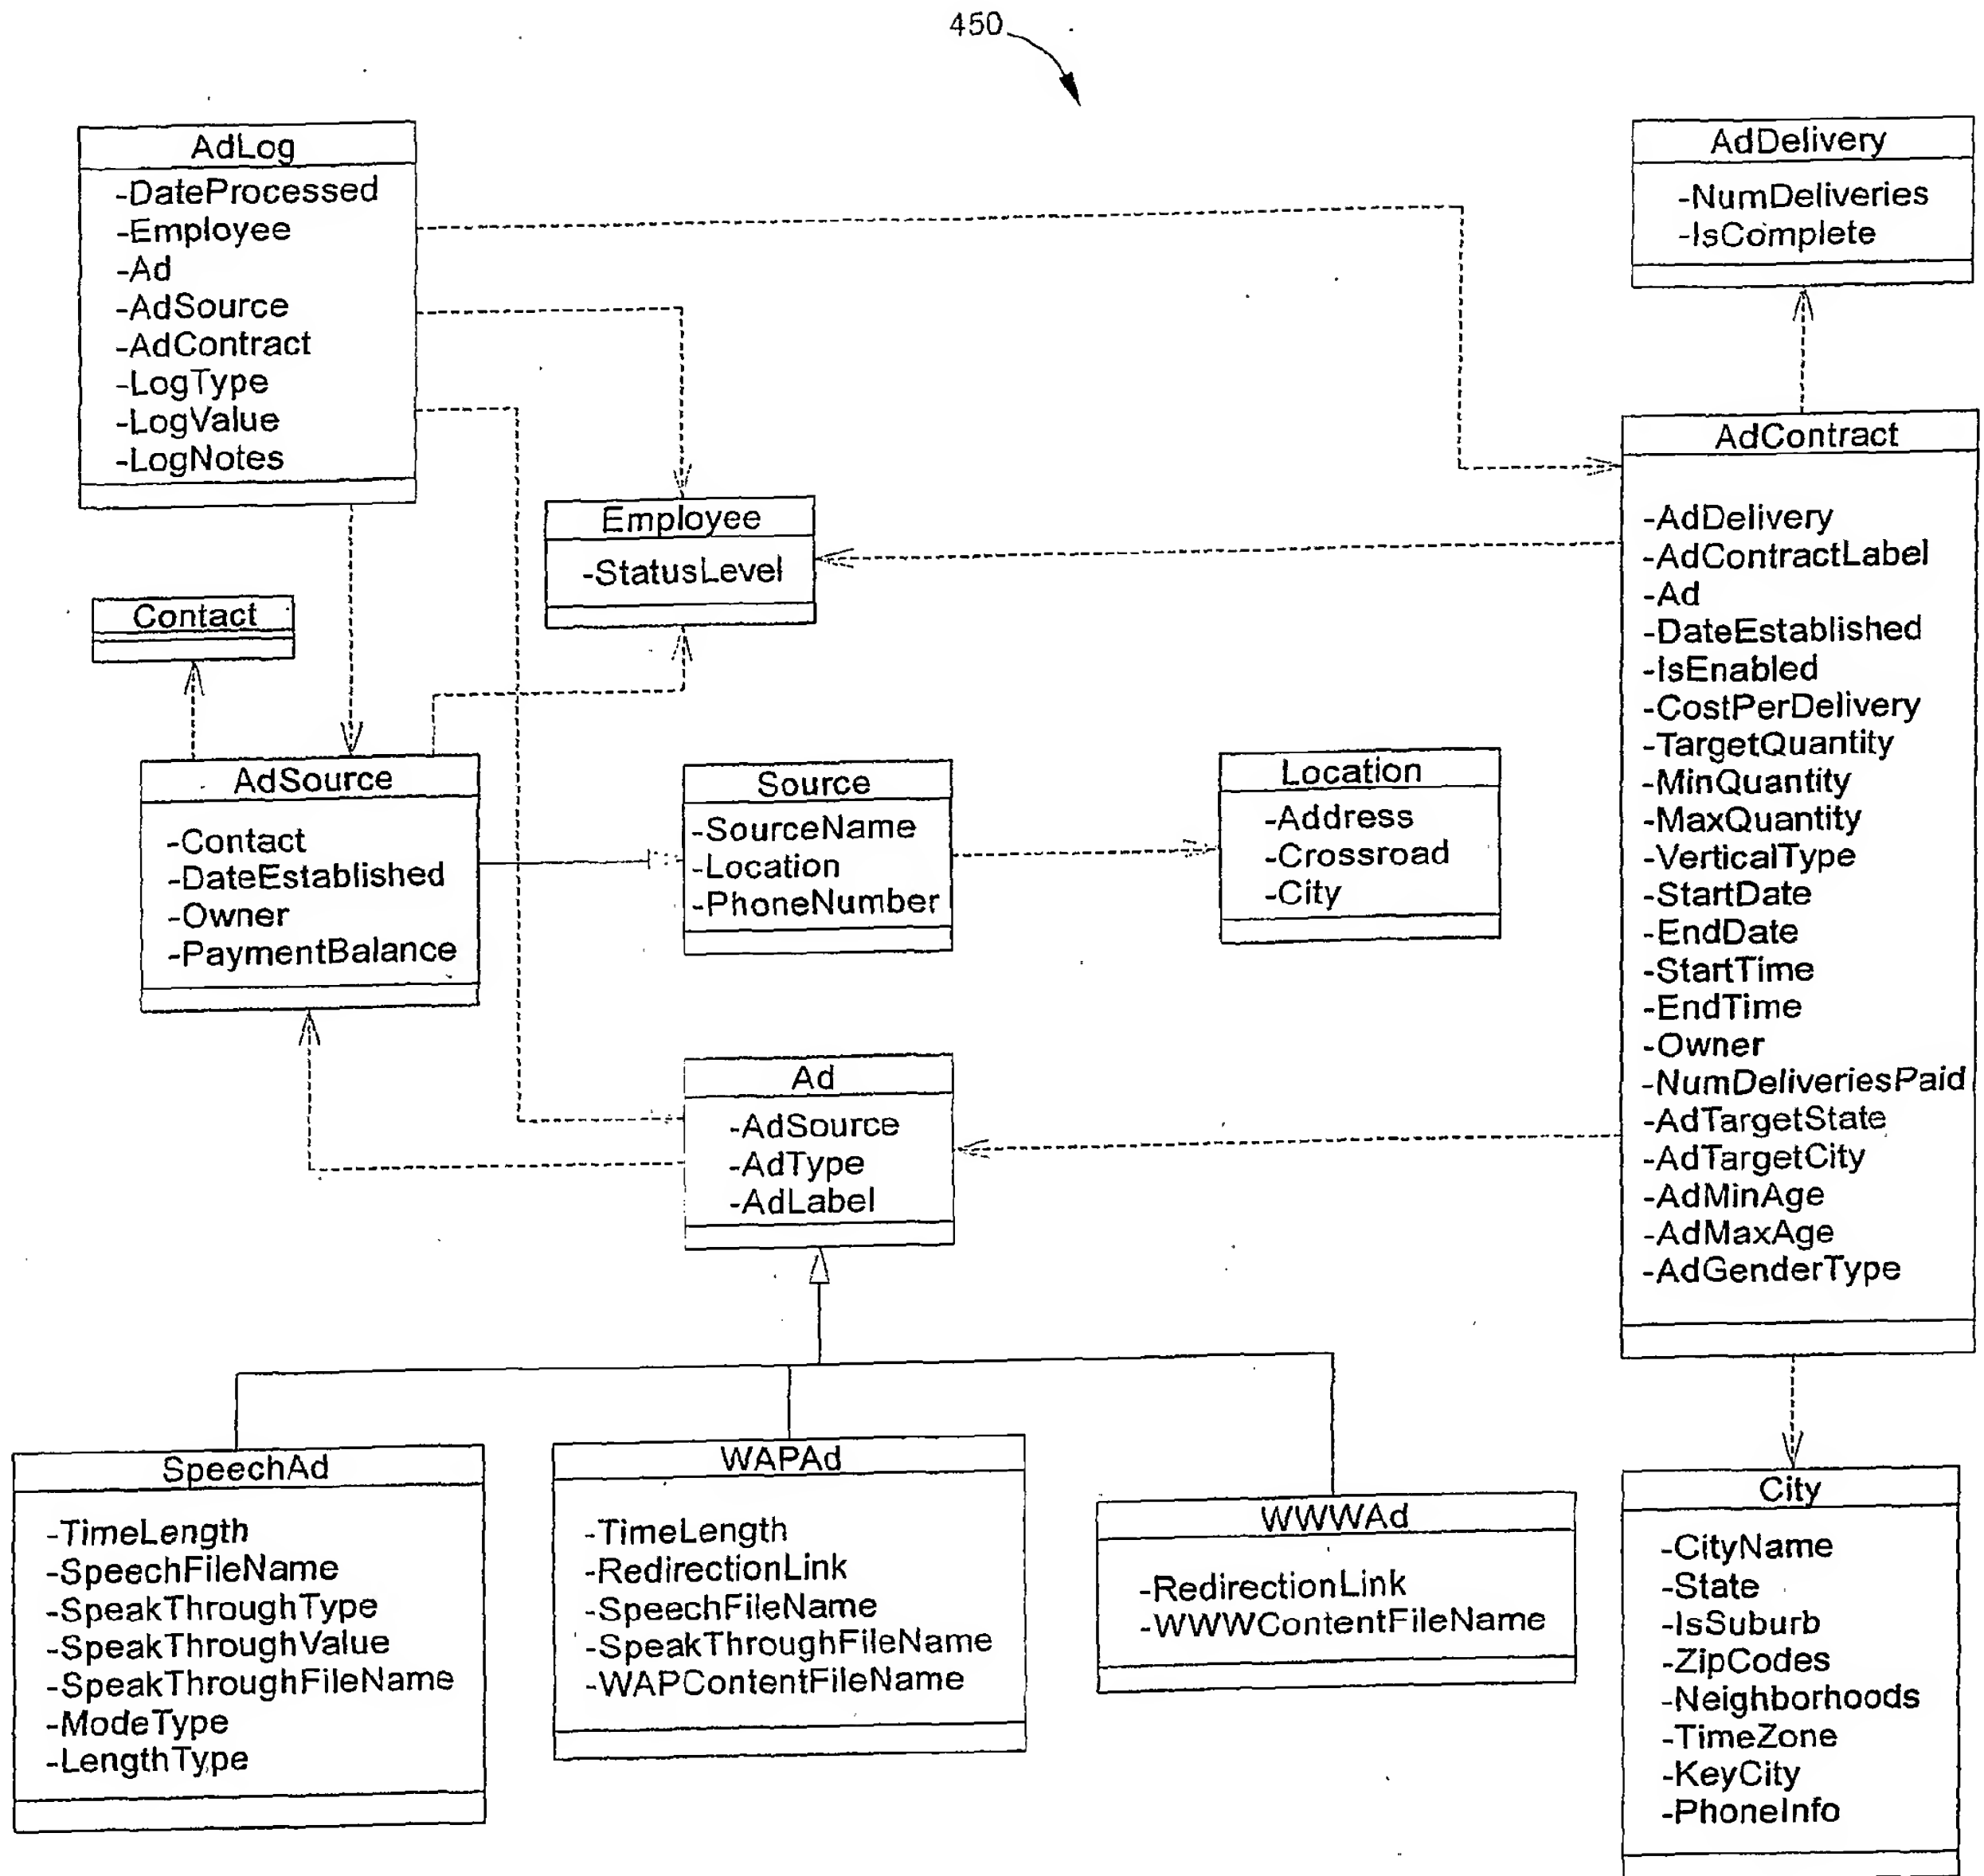 450
AdLog
-DateProcessed
-Employee
-Ad
-AdSource
-AdContract
-LogType
-LogValue
-LogNotes
AdDelivery
-NumDeliveries
-IsComplete
Employee
-StatusLevel
Contact
AdContract
-AdDelivery
-AdContractLabel
-Ad
-DateEstablished
-IsEnabled
-CostPerDelivery
-TargetQuantity
-MinQuantity
-MaxQuantity
-VerticalType
-StartDate
-EndDate
-StartTime
-EndTime
-Owner
-NumDeliveriesPaid
-AdTargetState
-AdTargetCity
-AdMinAge
-AdMaxAge
-AdGenderType
AdSource
-Contact
-DateEstablished
-Owner
-PaymentBalance
Source
-SourceName
-Location
-PhoneNumber
Location
-Address
-Crossroad
-City
Ad
-AdSource
-AdType
-AdLabel
SpeechAd
-TimeLength
-SpeechFileName
-SpeakThroughType
-SpeakThroughValue
-SpeakThroughFileName
-ModeType
-LengthType
WAPAd
-TimeLength
-RedirectionLink
-SpeechFileName
-SpeakThroughFileName
-WAPContentFileName
WWWAd
-RedirectionLink
-WWWContentFileName
City
-CityName
-State
-IsSuburb
-ZipCodes
-Neighborhoods
-TimeZone
-KeyCity
-PhoneInfo